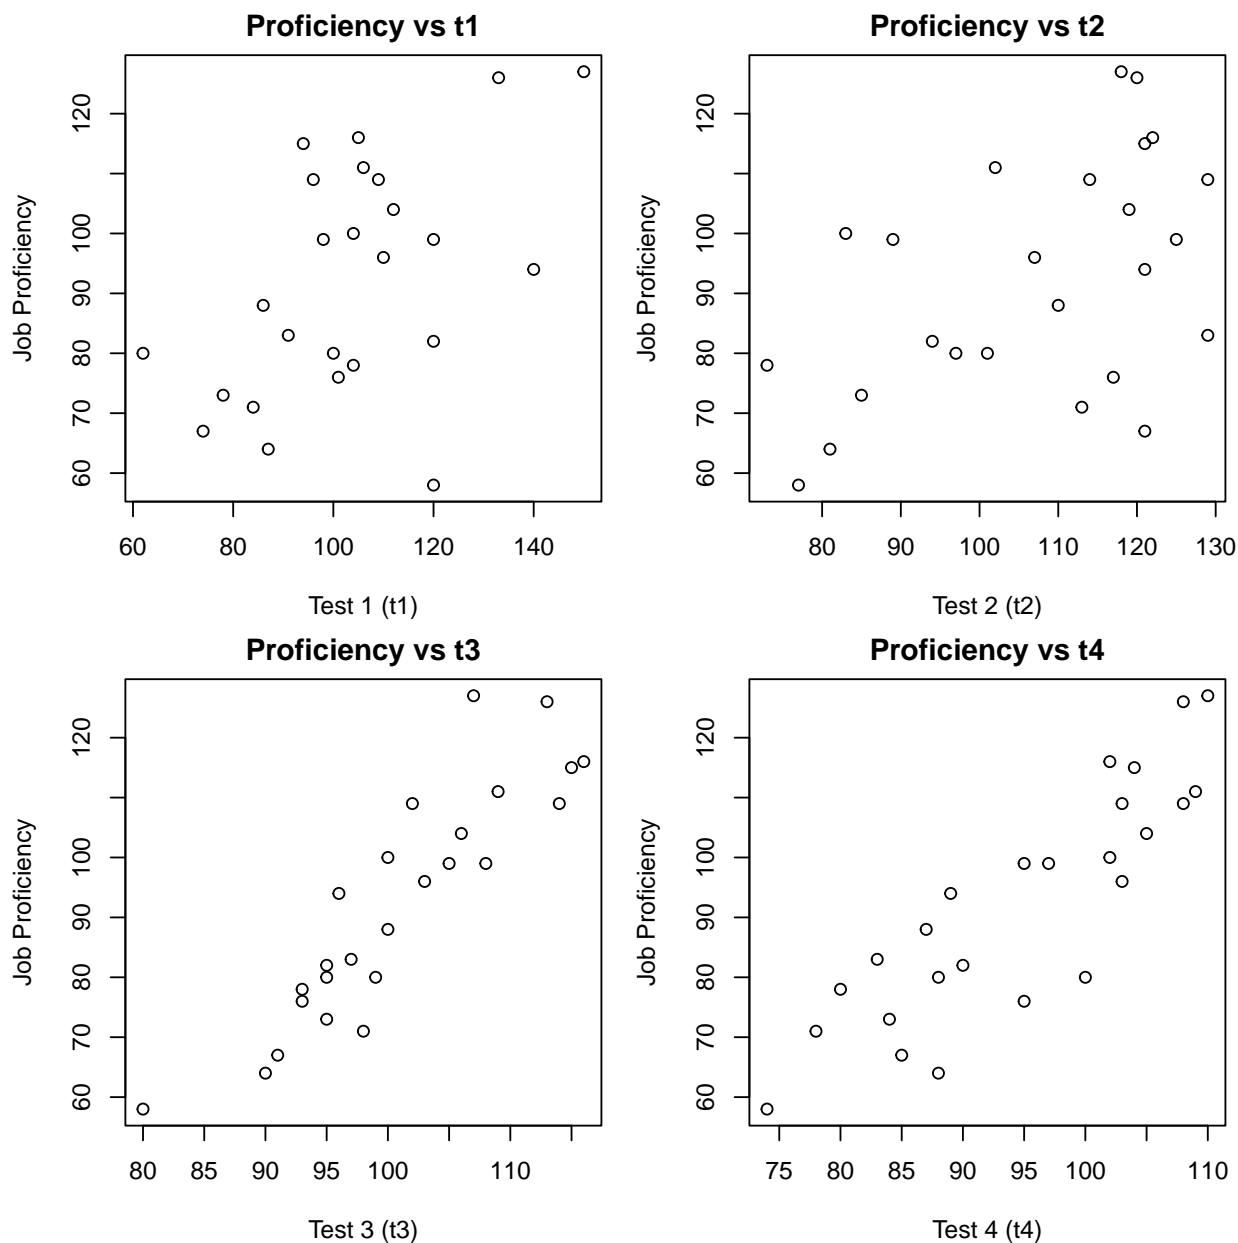 Proficiency vs t1
Job Proficiency
60 70 80 90 100 120
60 80 100 120 140
Test 1 (t1)
Proficiency vs t2
Job Proficiency
60 70 80 90 100 120
80 90 100 110 120 130
Test 2 (t2)
Proficiency vs t3
Job Proficiency
60 70 80 90 100 120
80 85 90 95 100 110
Test 3 (t3)
Proficiency vs t4
Job Proficiency
60 70 80 90 100 120
75 80 85 90 95 100 110
Test 4 (t4)